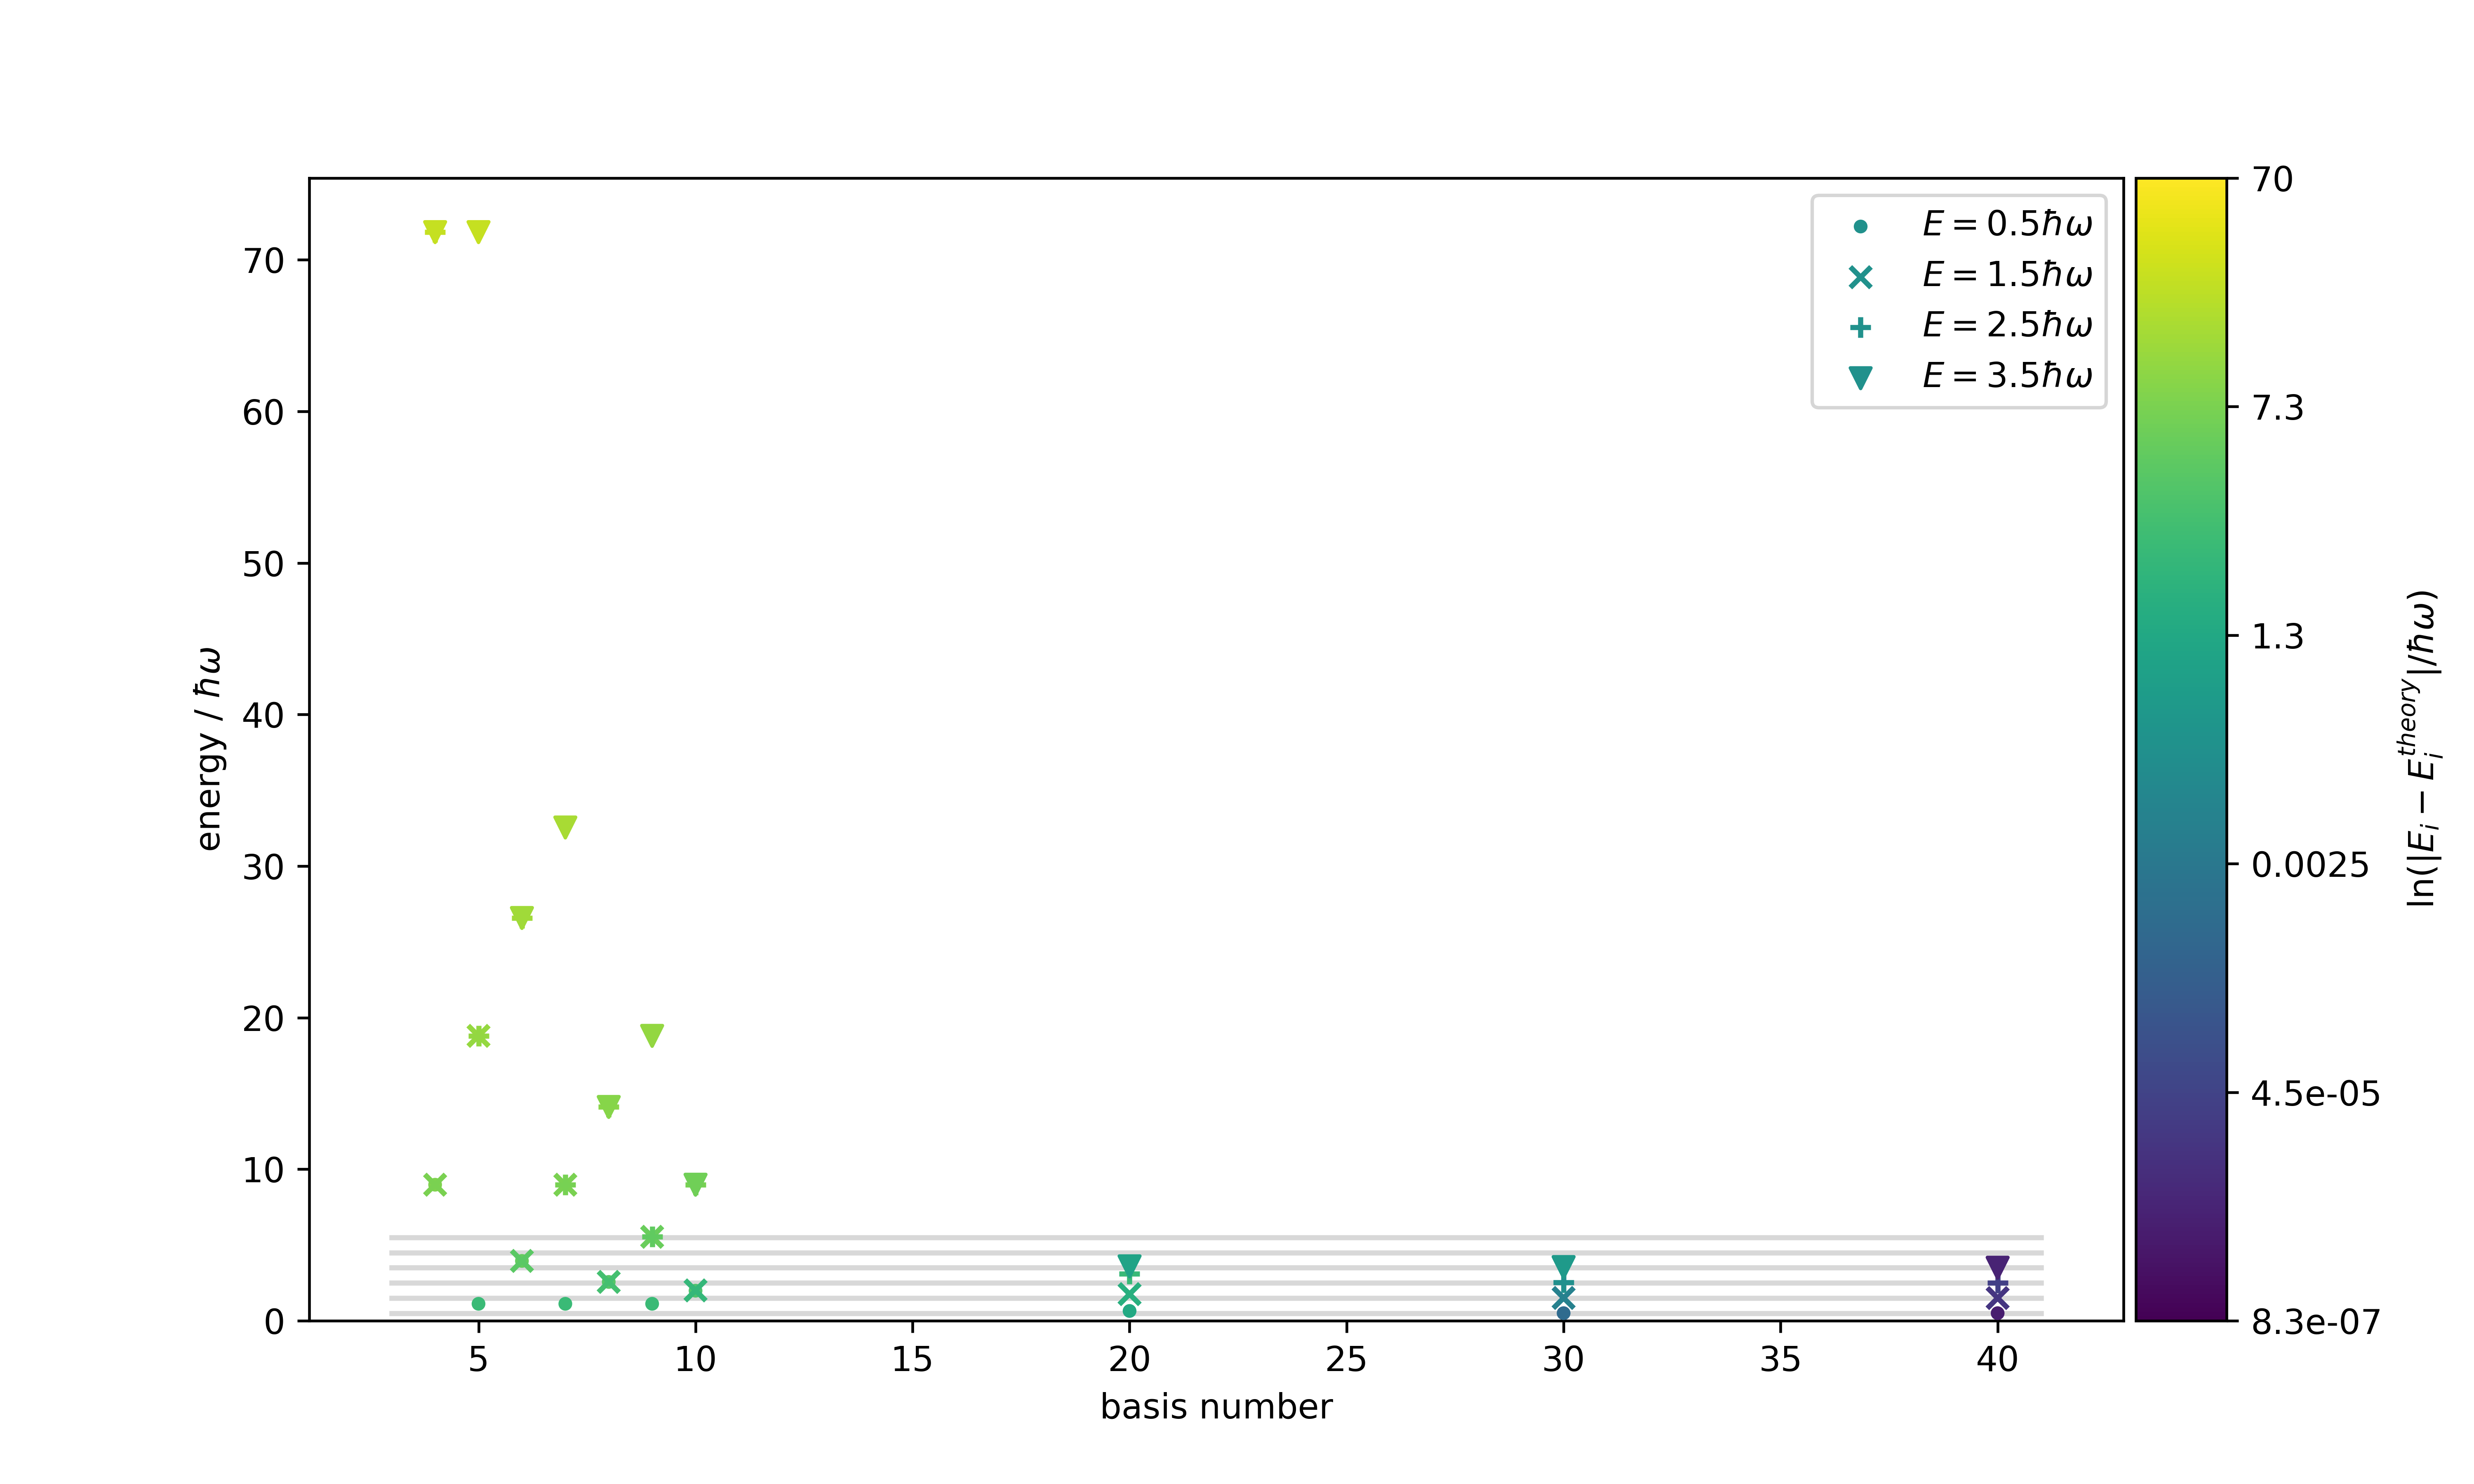 E = 0.5ℏω
E = 1.5ℏω
E = 2.5ℏω
E = 3.5ℏω
70
60
50
40
30
20
10
0
energy / ℏω
5 10 15 20 25 30 35 40
basis number
70
7.3
1.3
0.0025
4.5e-05
8.3e-07
ln(|E_i − E_i^{theory}|/ℏω)